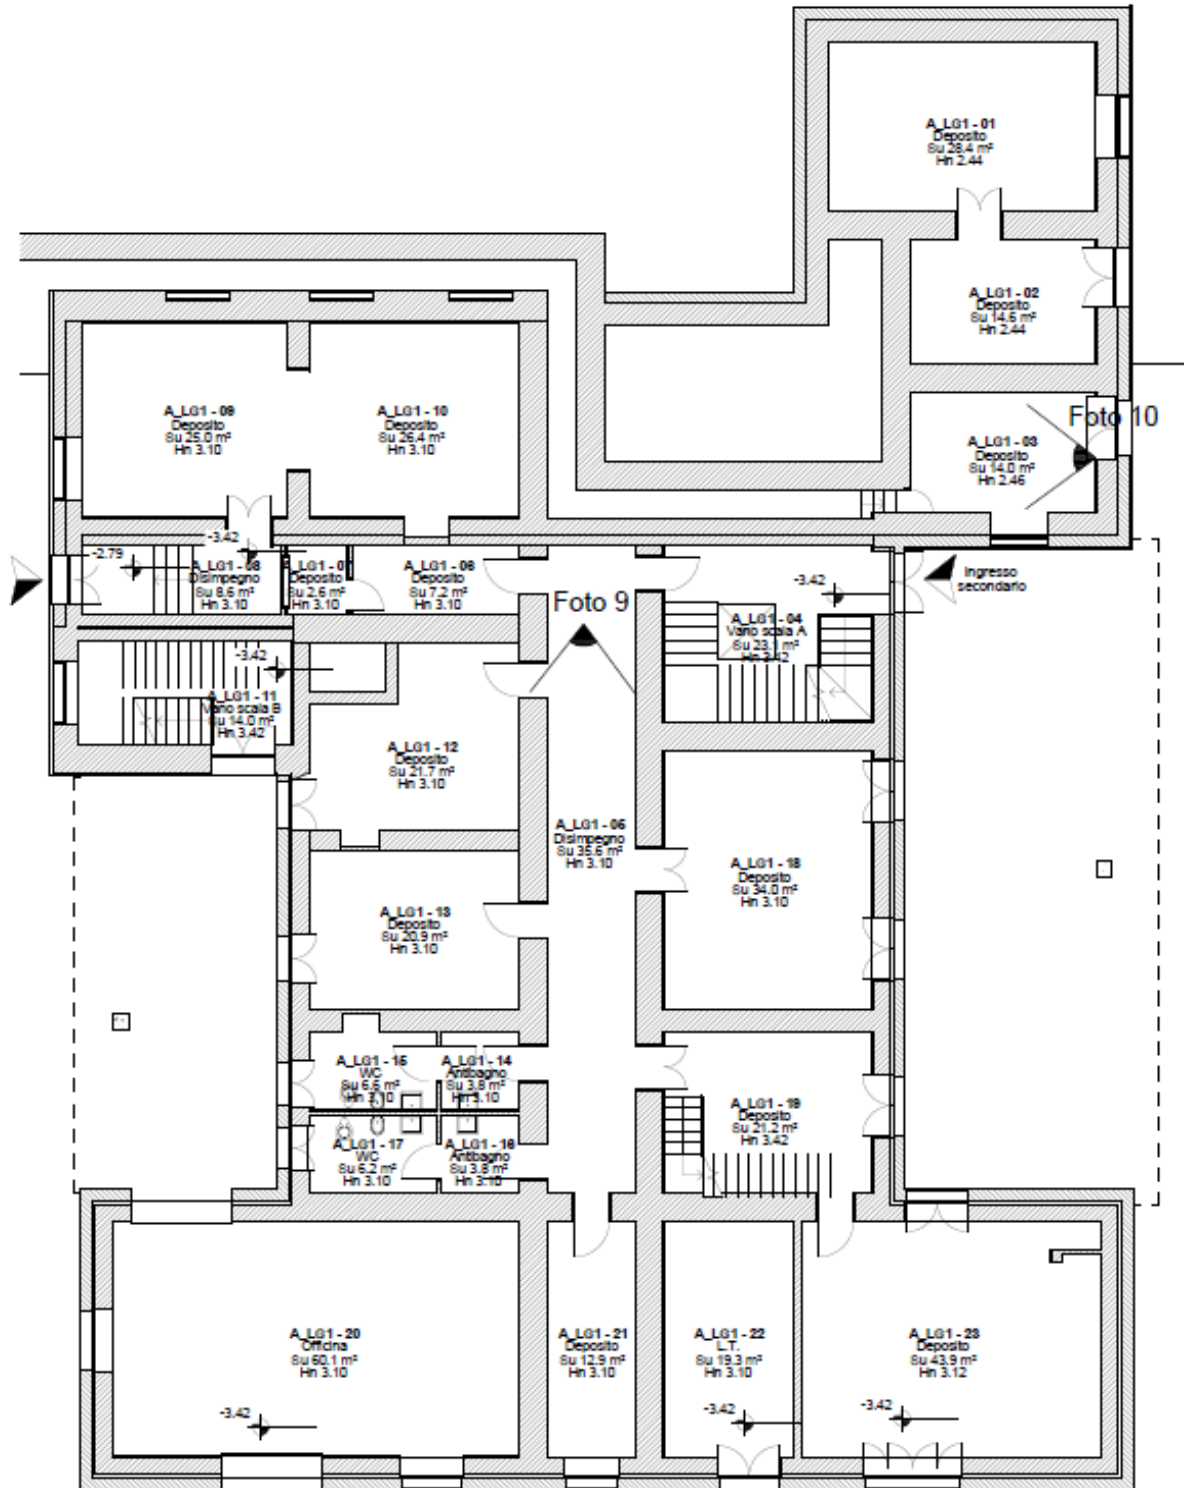 A_LG1 - 01
Deposito
Su 28.4 m²
Hn 2.44
A_LG1 - 02
Deposito
Su 14.6 m²
Hn 2.44
Foto 10
A_LG1 - 03
Deposito
Su 14.0 m²
Hn 2.46
A_LG1 - 09
Deposito
Su 25.0 m²
Hn 3.10
A_LG1 - 10
Deposito
Su 26.4 m²
Hn 3.10
-3.42
-2.79
A_LG1 - 08
Disimpegno
Su 8.6 m²
Hn 3.10
A_LG1 - 07
Deposito
Su 2.6 m²
Hn 3.10
A_LG1 - 06
Deposito
Su 7.2 m²
Hn 3.10
Foto 9
-3.42
Ingresso
secondario
A_LG1 - 04
Vano scala A
Su 23.1 m²
Hn 3.42
-3.42
A_LG1 - 11
Vano scala B
Su 14.0 m²
Hn 3.42
A_LG1 - 12
Deposito
Su 21.7 m²
Hn 3.10
A_LG1 - 05
Disimpegno
Su 35.6 m²
Hn 3.10
A_LG1 - 18
Deposito
Su 34.0 m²
Hn 3.10
A_LG1 - 13
Deposito
Su 20.9 m²
Hn 3.10
A_LG1 - 15
WC
Su 6.6 m²
Hn 3.10
A_LG1 - 14
Antibagno
Su 3.8 m²
Hn 3.10
A_LG1 - 19
Deposito
Su 21.2 m²
Hn 3.42
A_LG1 - 17
WC
Su 6.2 m²
Hn 3.10
A_LG1 - 16
Antibagno
Su 3.8 m²
Hn 3.10
A_LG1 - 20
Officina
Su 60.1 m²
Hn 3.10
-3.42
A_LG1 - 21
Deposito
Su 12.9 m²
Hn 3.10
A_LG1 - 22
L.T.
Su 19.3 m²
Hn 3.10
-3.42
A_LG1 - 23
Deposito
Su 43.9 m²
Hn 3.12
-3.42